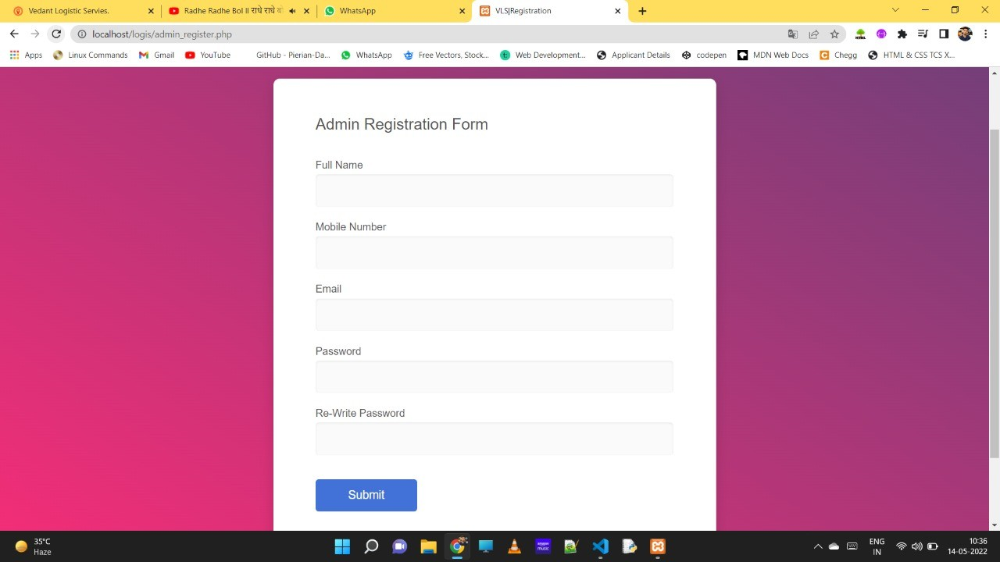 Vedant Logistic Servies.
Radhe Radhe Bol ll राधे राधे
WhatsApp
VLS|Registration
localhost/logis/admin_register.php
Apps
Linux Commands
Gmail
YouTube
GitHub - Pierian-Da...
WhatsApp
Free Vectors, Stock...
Web Development...
Applicant Details
codepen
MDN Web Docs
Chegg
HTML & CSS TCS X...
Admin Registration Form
Full Name
Mobile Number
Email
Password
Re-Write Password
Submit
35°C
Haze
ENG
IN
10:36
14-05-2022